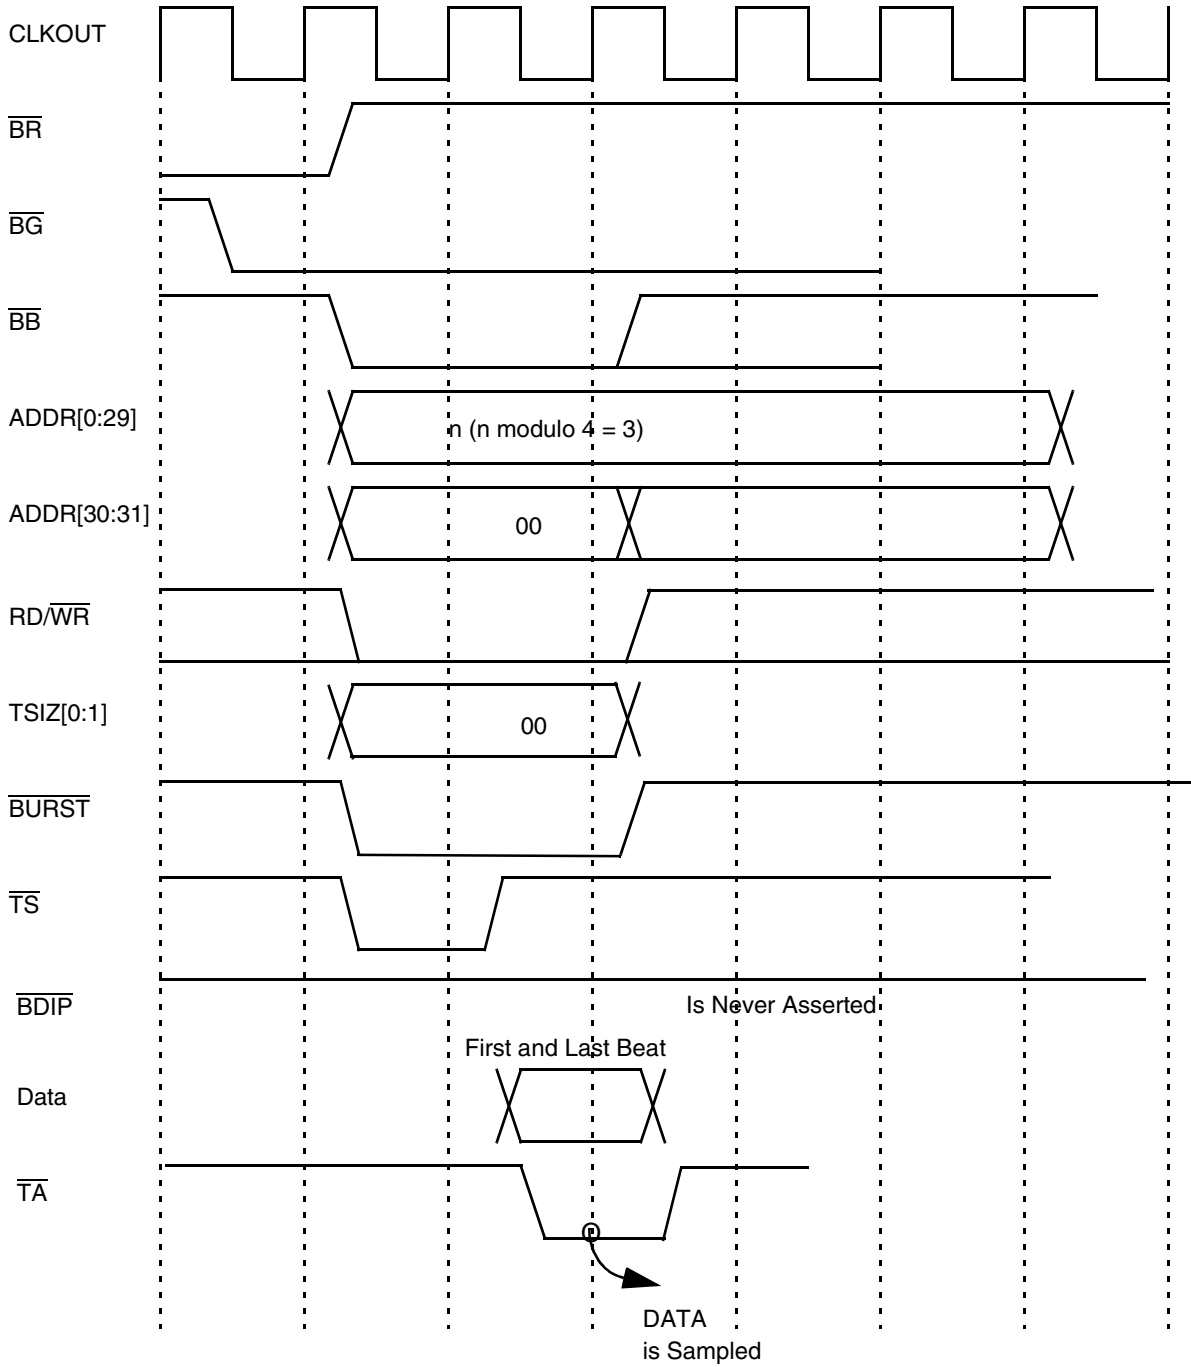 CLKOUT
BR
BG
BB
ADDR[0:29]
n (n modulo 4 = 3)
ADDR[30:31]
00
RD/WR
TSIZ[0:1]
00
BURST
TS
BDIP
Is Never Asserted
First and Last Beat
Data
TA
DATA
is Sampled